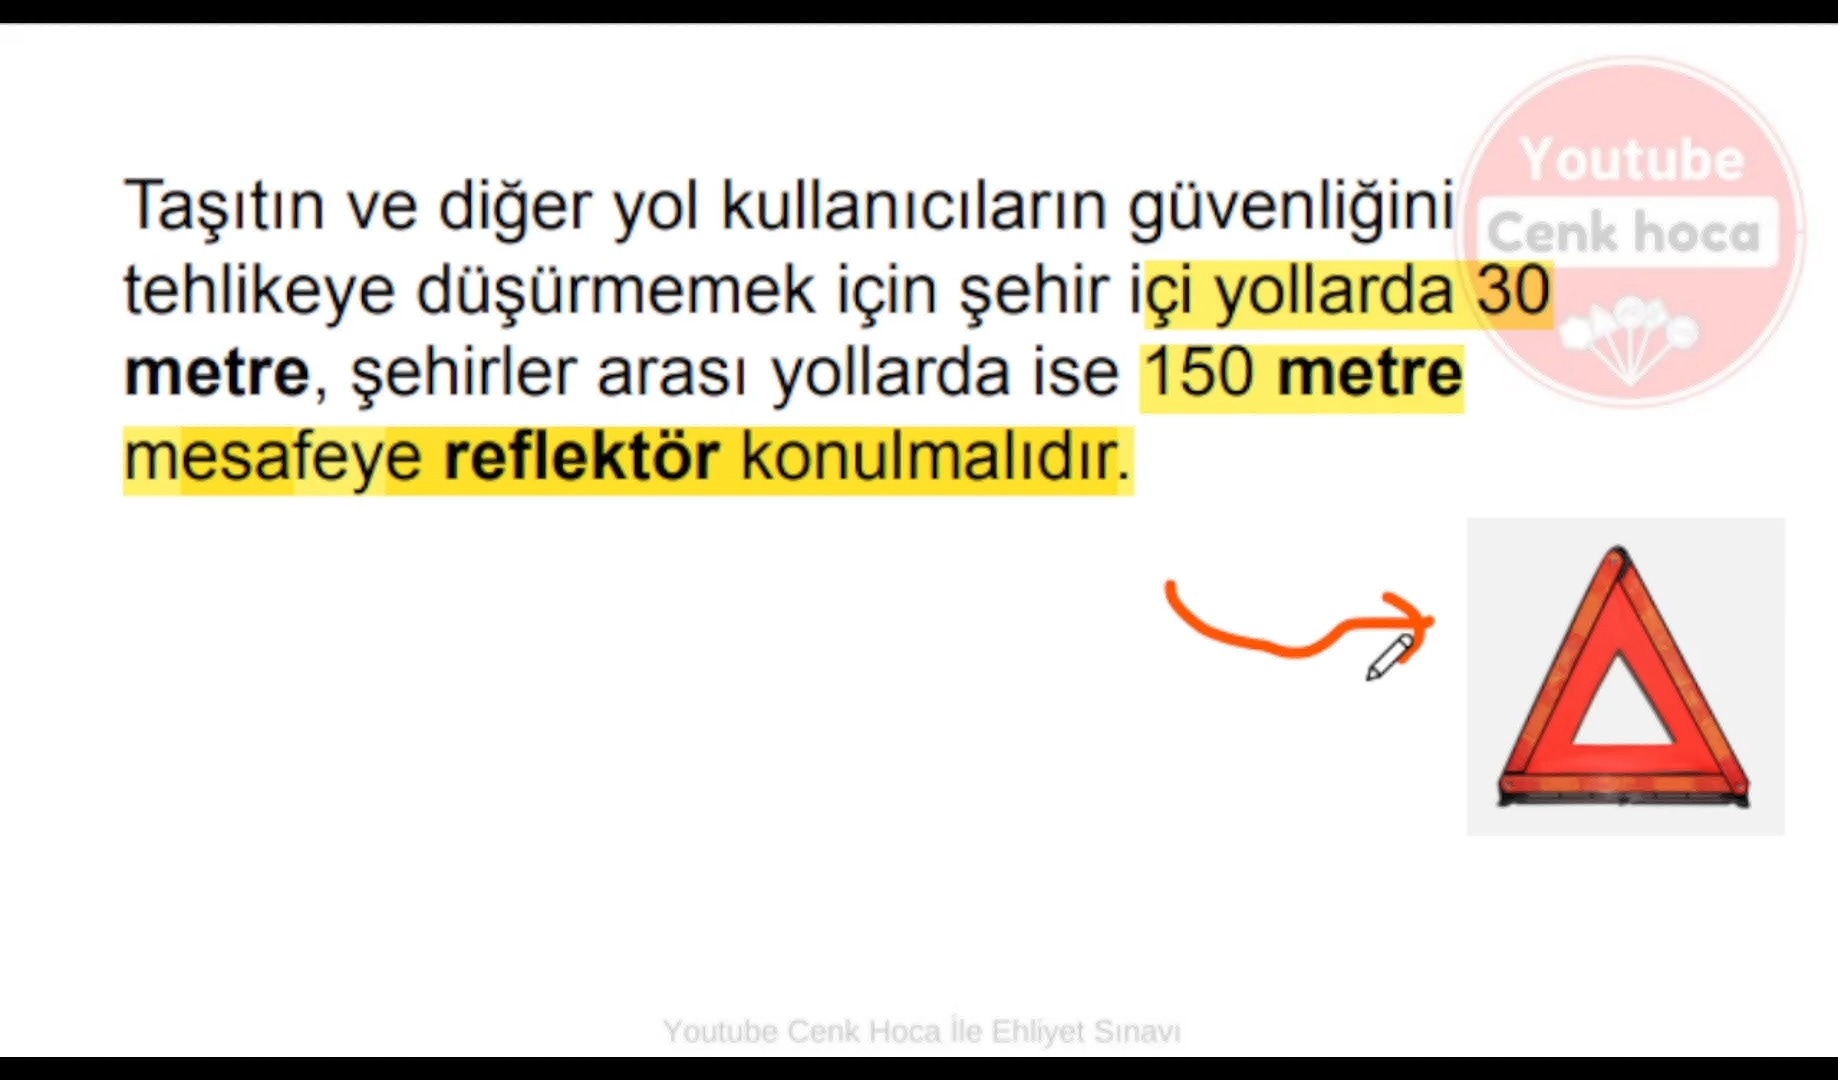 Youtube
Cenk hoca
Taşıtın ve diğer yol kullanıcıların güvenliğini
tehlikeye düşürmemek için şehir içi yollarda 30
metre, şehirler arası yollarda ise 150 metre
mesafeye reflektör konulmalıdır.
Youtube Cenk Hoca İle Ehliyet Sınavı